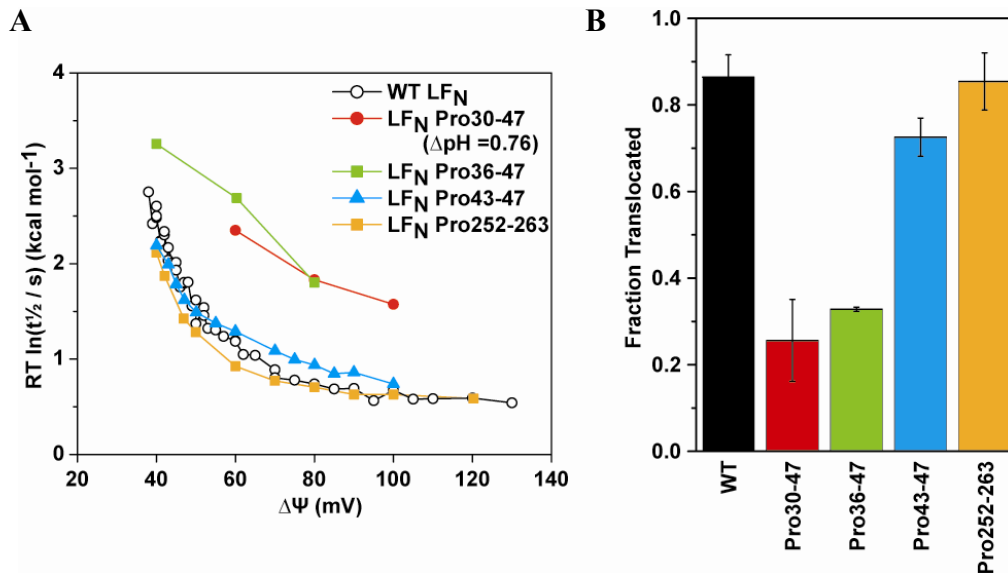 A
RT ln(t½ / s) (kcal mol-1)
4
3
2
1
0
20 40 60 80 100 120 140
ΔΨ (mV)
WT LFN
LFN Pro30-47
(ΔpH =0.76)
LFN Pro36-47
LFN Pro43-47
LFN Pro252-263
B
Fraction Translocated
1.0
0.8
0.6
0.4
0.2
0.0
WT
Pro30-47
Pro36-47
Pro43-47
Pro252-263